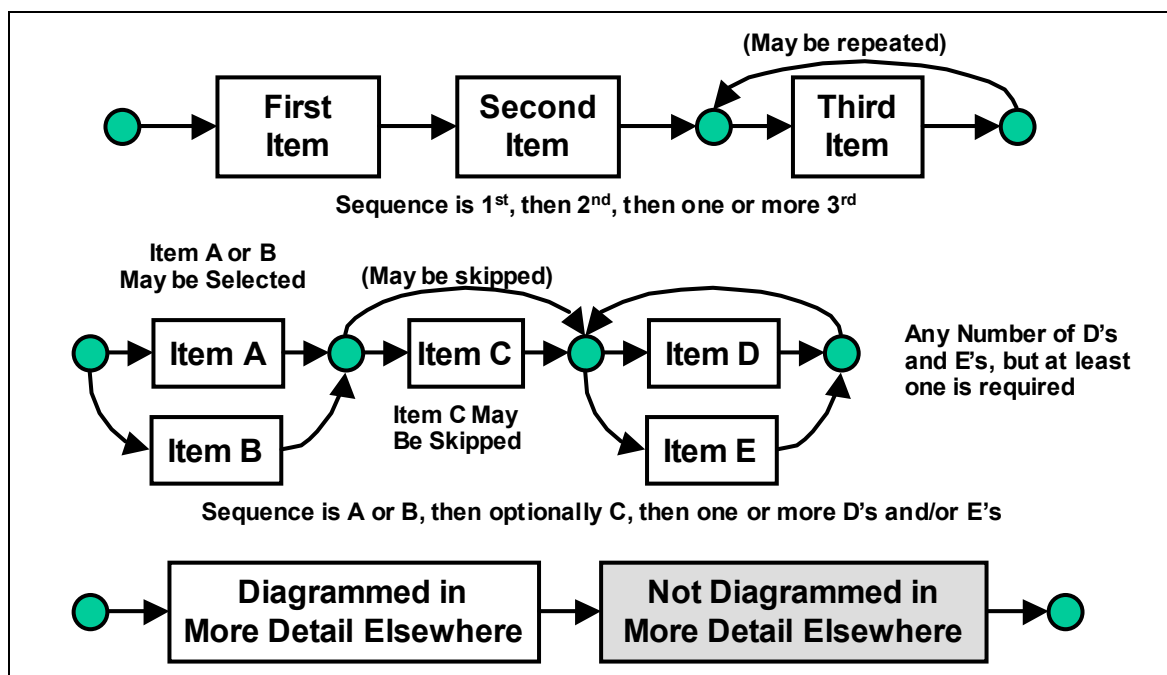 (May be repeated)
First
Item
Second
Item
Third
Item
Sequence is 1st, then 2nd, then one or more 3rd
Item A or B
May be Selected
(May be skipped)
Item A
Item C
Item D
Any Number of D’s
and E’s, but at least
one is required
Item B
Item C May
Be Skipped
Item E
Sequence is A or B, then optionally C, then one or more D’s and/or E’s
Diagrammed in
More Detail Elsewhere
Not Diagrammed in
More Detail Elsewhere